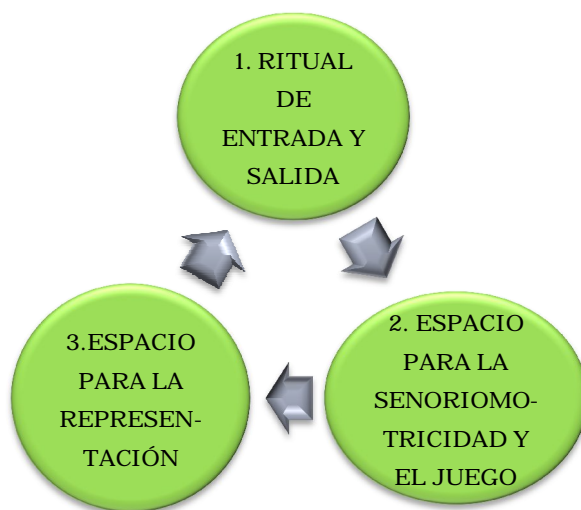 1. RITUAL
DE
ENTRADA Y
SALIDA
2. ESPACIO
PARA LA
SENORIOMO-
TRICIDAD Y
EL JUEGO
3.ESPACIO
PARA LA
REPRESEN-
TACIÓN